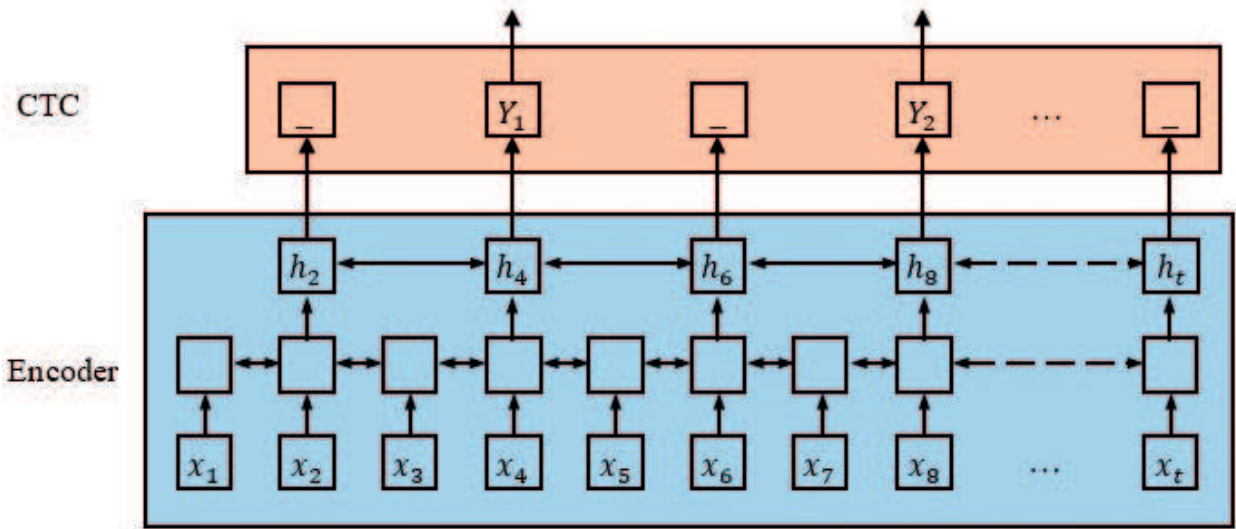 CTC
_ Y₁ _ Y₂ ... _
h₂ h₄ h₆ h₈ hₜ
Encoder
x₁ x₂ x₃ x₄ x₅ x₆ x₇ x₈ ... xₜ